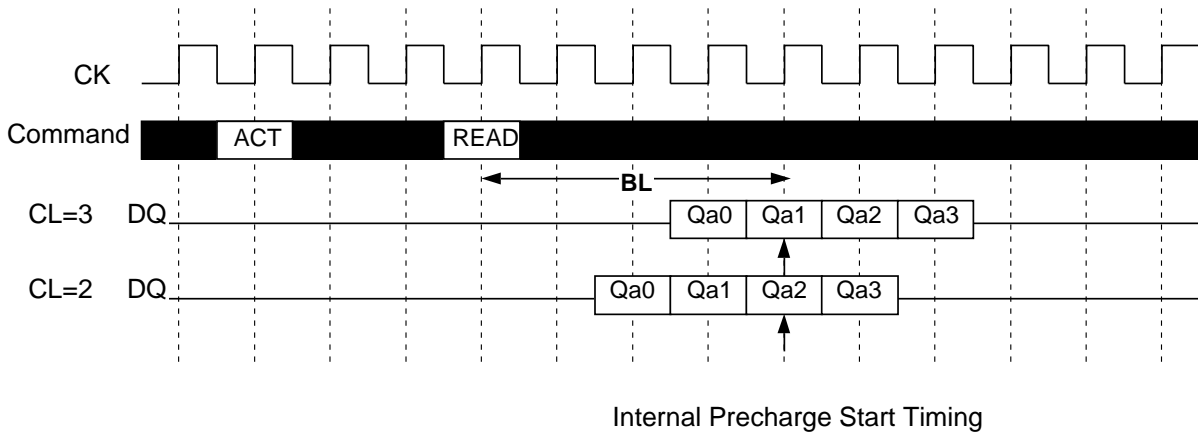 CK
Command ACT READ
BL
CL=3 DQ Qa0 Qa1 Qa2 Qa3
CL=2 DQ Qa0 Qa1 Qa2 Qa3
Internal Precharge Start Timing